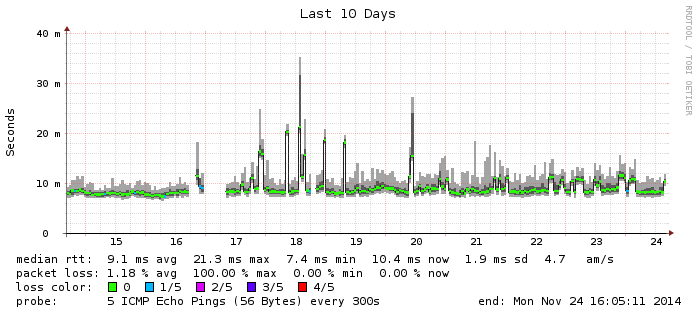 Last 10 Days
RRDTOOL / TOBI OETIKER
Seconds
40 m
30 m
20 m
10 m
0
15 16 17 18 19 20 21 22 23 24
median rtt: 9.1 ms avg 21.3 ms max 7.4 ms min 10.4 ms now 1.9 ms sd 4.7 am/s
packet loss: 1.18 % avg 100.00 % max 0.00 % min 0.00 % now
loss color: 0 1/5 2/5 3/5 4/5
probe: 5 ICMP Echo Pings (56 Bytes) every 300s end: Mon Nov 24 16:05:11 2014